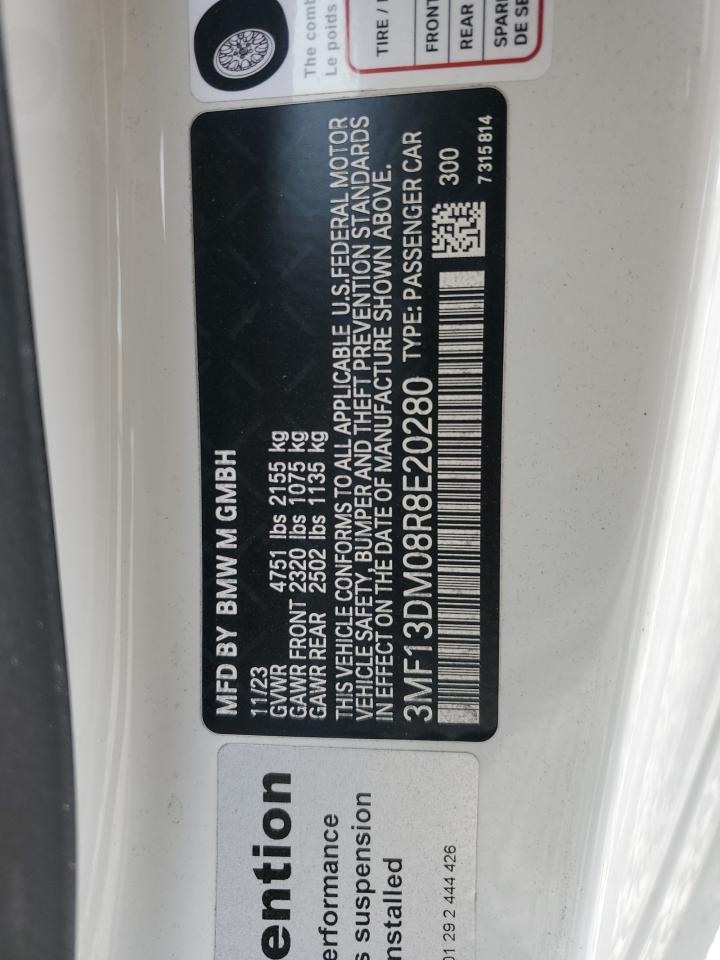 The comb
Le poids
TIRE / 
FRONT
REAR
SPARE
DE SE
MFD BY BMW M GMBH
11/23
GVWR 4751 lbs 2155 kg
GAWR FRONT 2320 lbs 1075 kg
GAWR REAR 2502 lbs 1135 kg
THIS VEHICLE CONFORMS TO ALL APPLICABLE U.S.FEDERAL MOTOR
VEHICLE SAFETY, BUMPER AND THEFT PREVENTION STANDARDS
IN EFFECT ON THE DATE OF MANUFACTURE SHOWN ABOVE.
3MF13DM08R8E20280 TYPE: PASSENGER CAR
300
7315814
ention
erformance
s suspension
nstalled
01 29 2 444 426